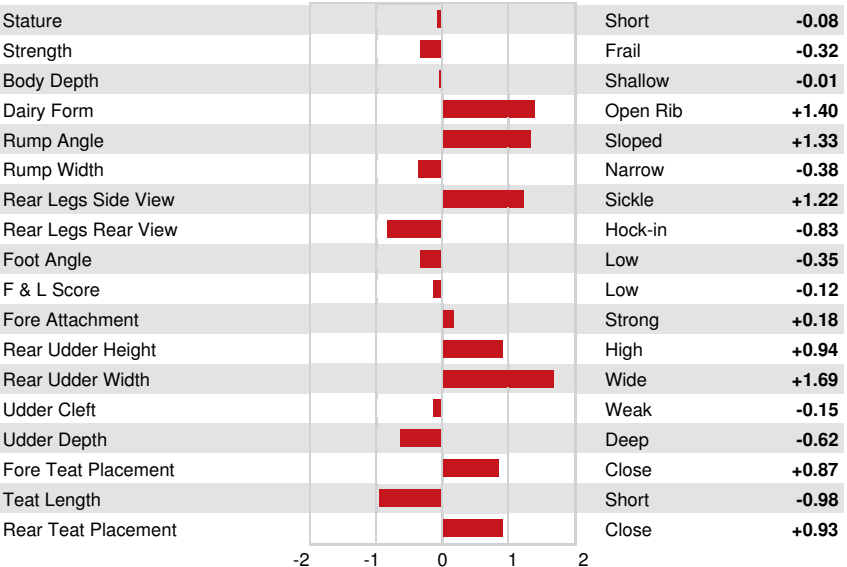 Stature Short -0.08
Strength Frail -0.32
Body Depth Shallow -0.01
Dairy Form Open Rib +1.40
Rump Angle Sloped +1.33
Rump Width Narrow -0.38
Rear Legs Side View Sickle +1.22
Rear Legs Rear View Hock-in -0.83
Foot Angle Low -0.35
F & L Score Low -0.12
Fore Attachment Strong +0.18
Rear Udder Height High +0.94
Rear Udder Width Wide +1.69
Udder Cleft Weak -0.15
Udder Depth Deep -0.62
Fore Teat Placement Close +0.87
Teat Length Short -0.98
Rear Teat Placement Close +0.93
-2 -1 0 1 2